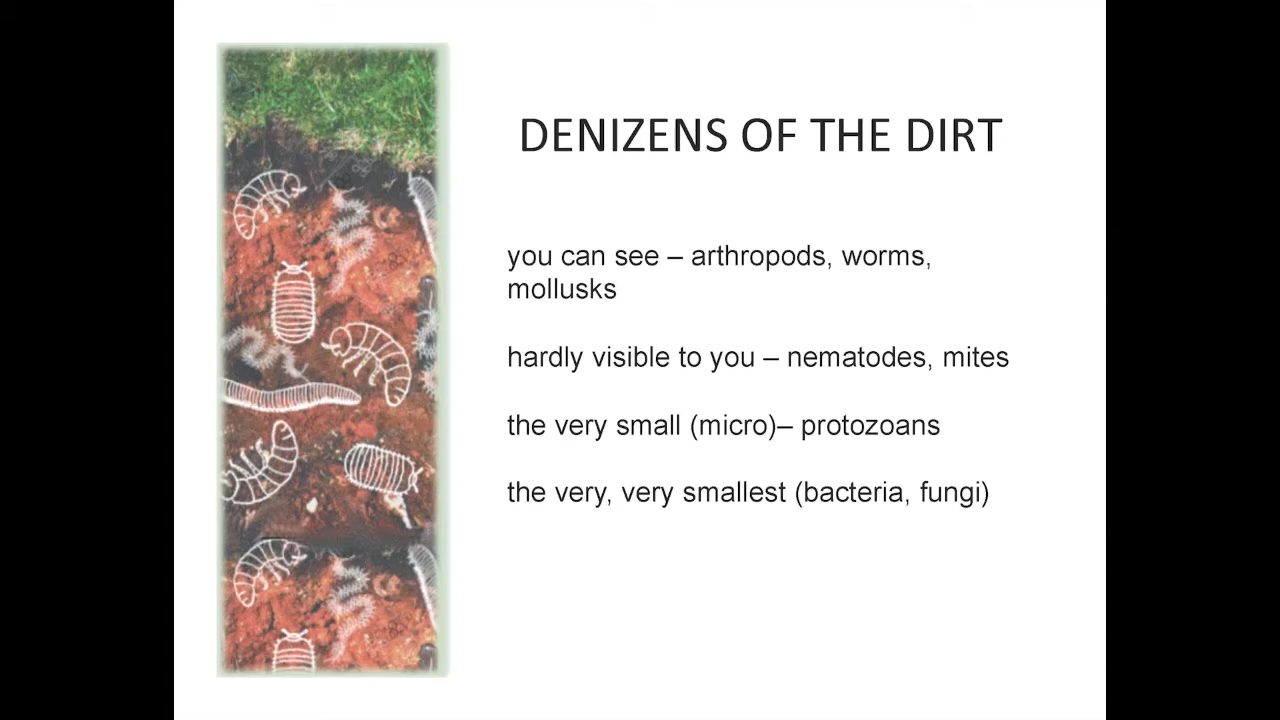 DENIZENS OF THE DIRT
you can see – arthropods, worms,
mollusks
hardly visible to you – nematodes, mites
the very small (micro)– protozoans
the very, very smallest (bacteria, fungi)